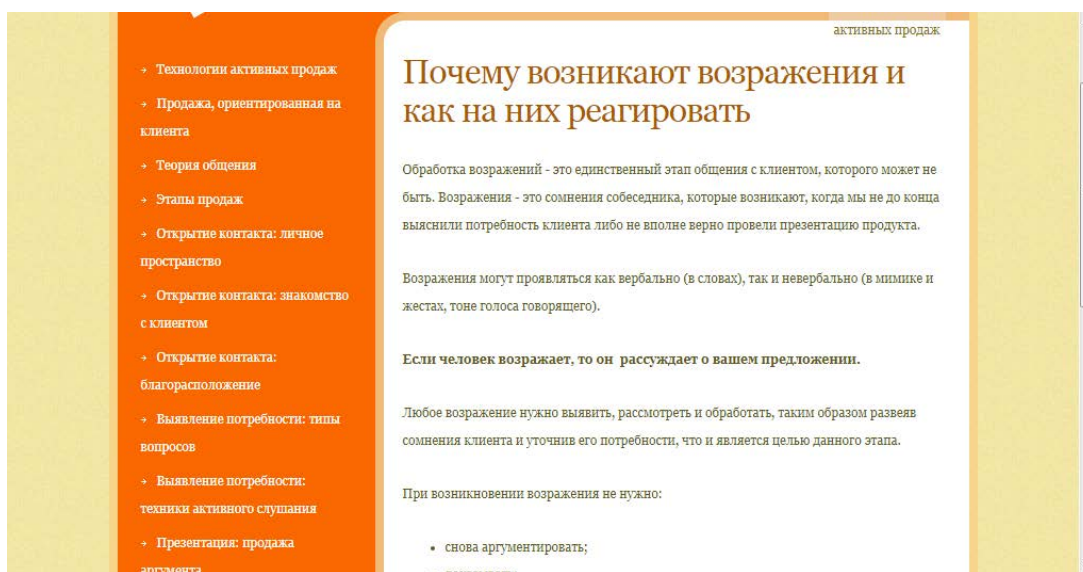 активных продаж
Технологии активных продаж
Продажа, ориентированная на
клиента
Теория общения
Этапы продаж
Открытие контакта: личное
пространство
Открытие контакта: знакомство
с клиентом
Открытие контакта:
благорасположение
Выявление потребности: типы
вопросов
Выявление потребности:
техники активного слушания
Презентация: продажа
аргумента
Почему возникают возражения и
как на них реагировать
Обработка возражений - это единственный этап общения с клиентом, которого может не
быть. Возражения - это сомнения собеседника, которые возникают, когда мы не до конца
выяснили потребность клиента либо не вполне верно провели презентацию продукта.
Возражения могут проявляться как вербально (в словах), так и невербально (в мимике и
жестах, тоне голоса говорящего).
Если человек возражает, то он рассуждает о вашем предложении.
Любое возражение нужно выявить, рассмотреть и обработать, таким образом развеяв
сомнения клиента и уточнив его потребности, что и является целью данного этапа.
При возникновении возражения не нужно:
• снова аргументировать;